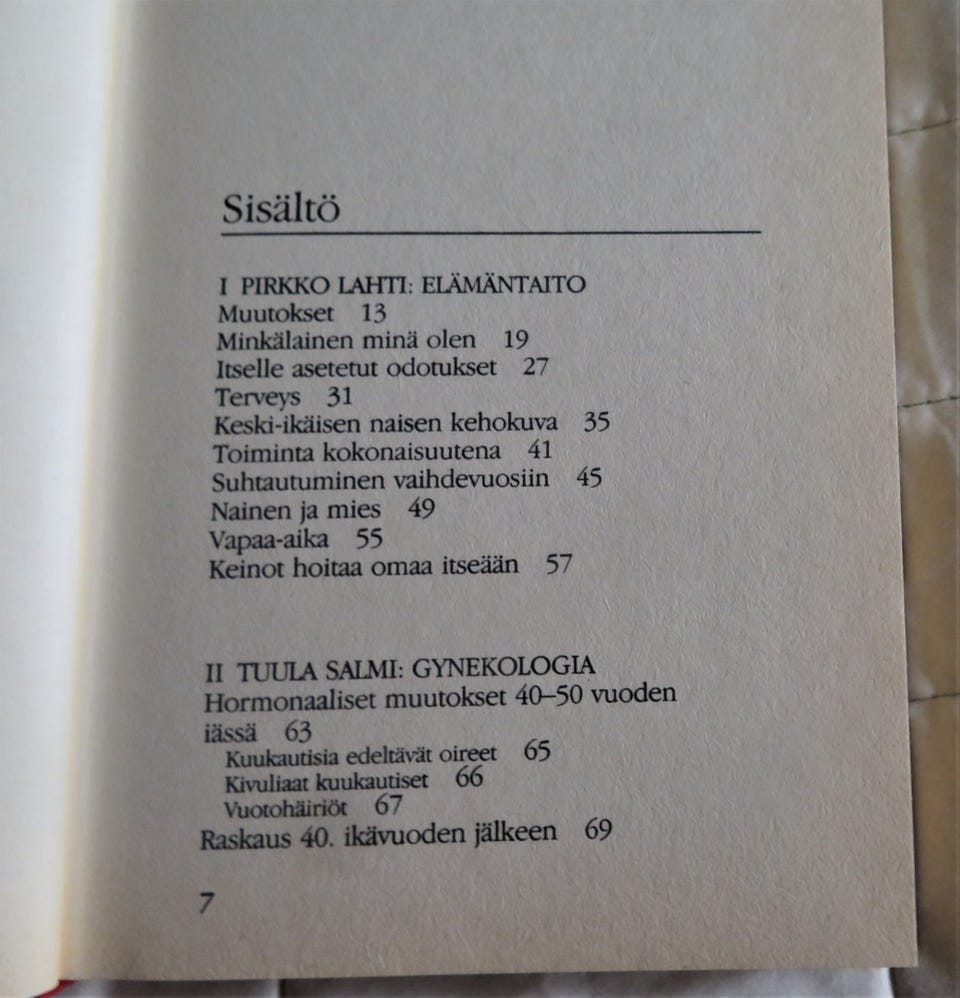 Sisältö
I PIRKKO LAHTI: ELÄMÄNTAITO
Muutokset 13
Minkälainen minä olen 19
Itselle asetetut odotukset 27
Terveys 31
Keski-ikäisen naisen kehokuva 35
Toiminta kokonaisuutena 41
Suhtautuminen vaihdevuosiin 45
Nainen ja mies 49
Vapaa-aika 55
Keinot hoitaa omaa itseään 57
II TUULA SALMI: GYNEKOLOGIA
Hormonaaliset muutokset 40–50 vuoden
iässä 63
Kuukautisia edeltävät oireet 65
Kivuliaat kuukautiset 66
Vuotohäiriöt 67
Raskaus 40. ikävuoden jälkeen 69
7